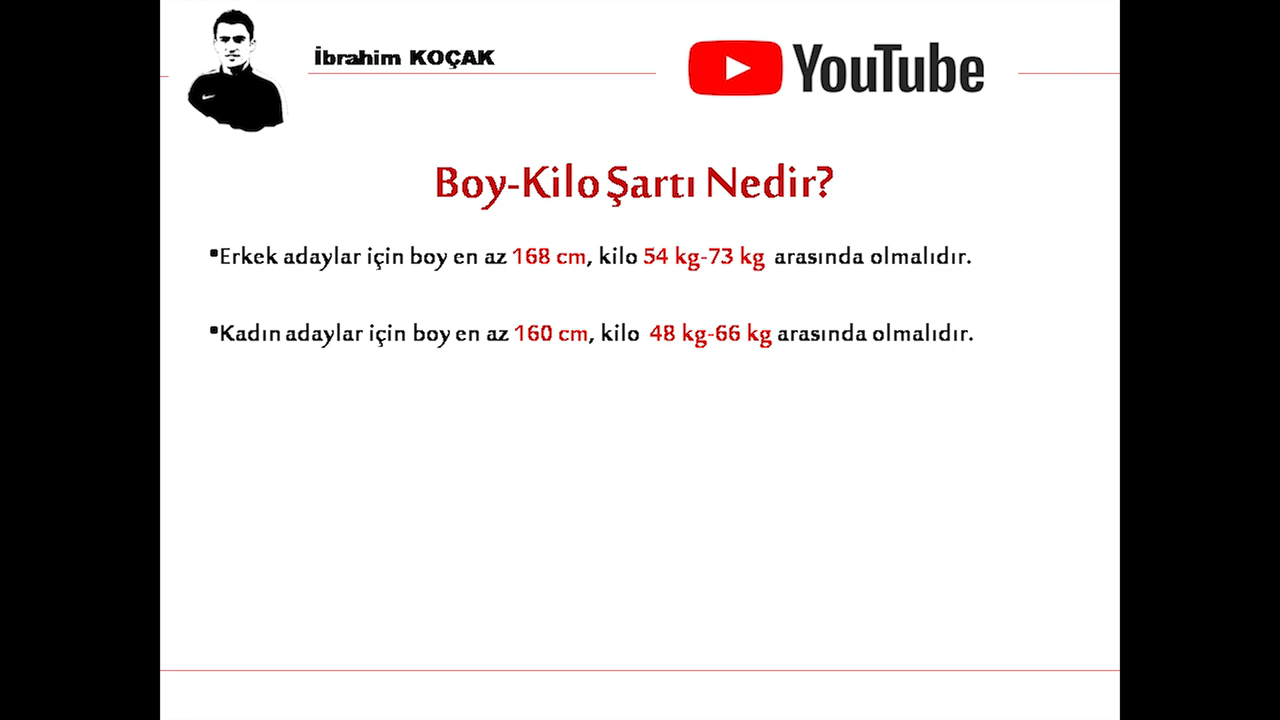 İbrahim KOÇAK
YouTube
Boy-Kilo Şartı Nedir?
▪Erkek adaylar için boy en az 168 cm, kilo 54 kg-73 kg arasında olmalıdır.
▪Kadın adaylar için boy en az 160 cm, kilo 48 kg-66 kg arasında olmalıdır.